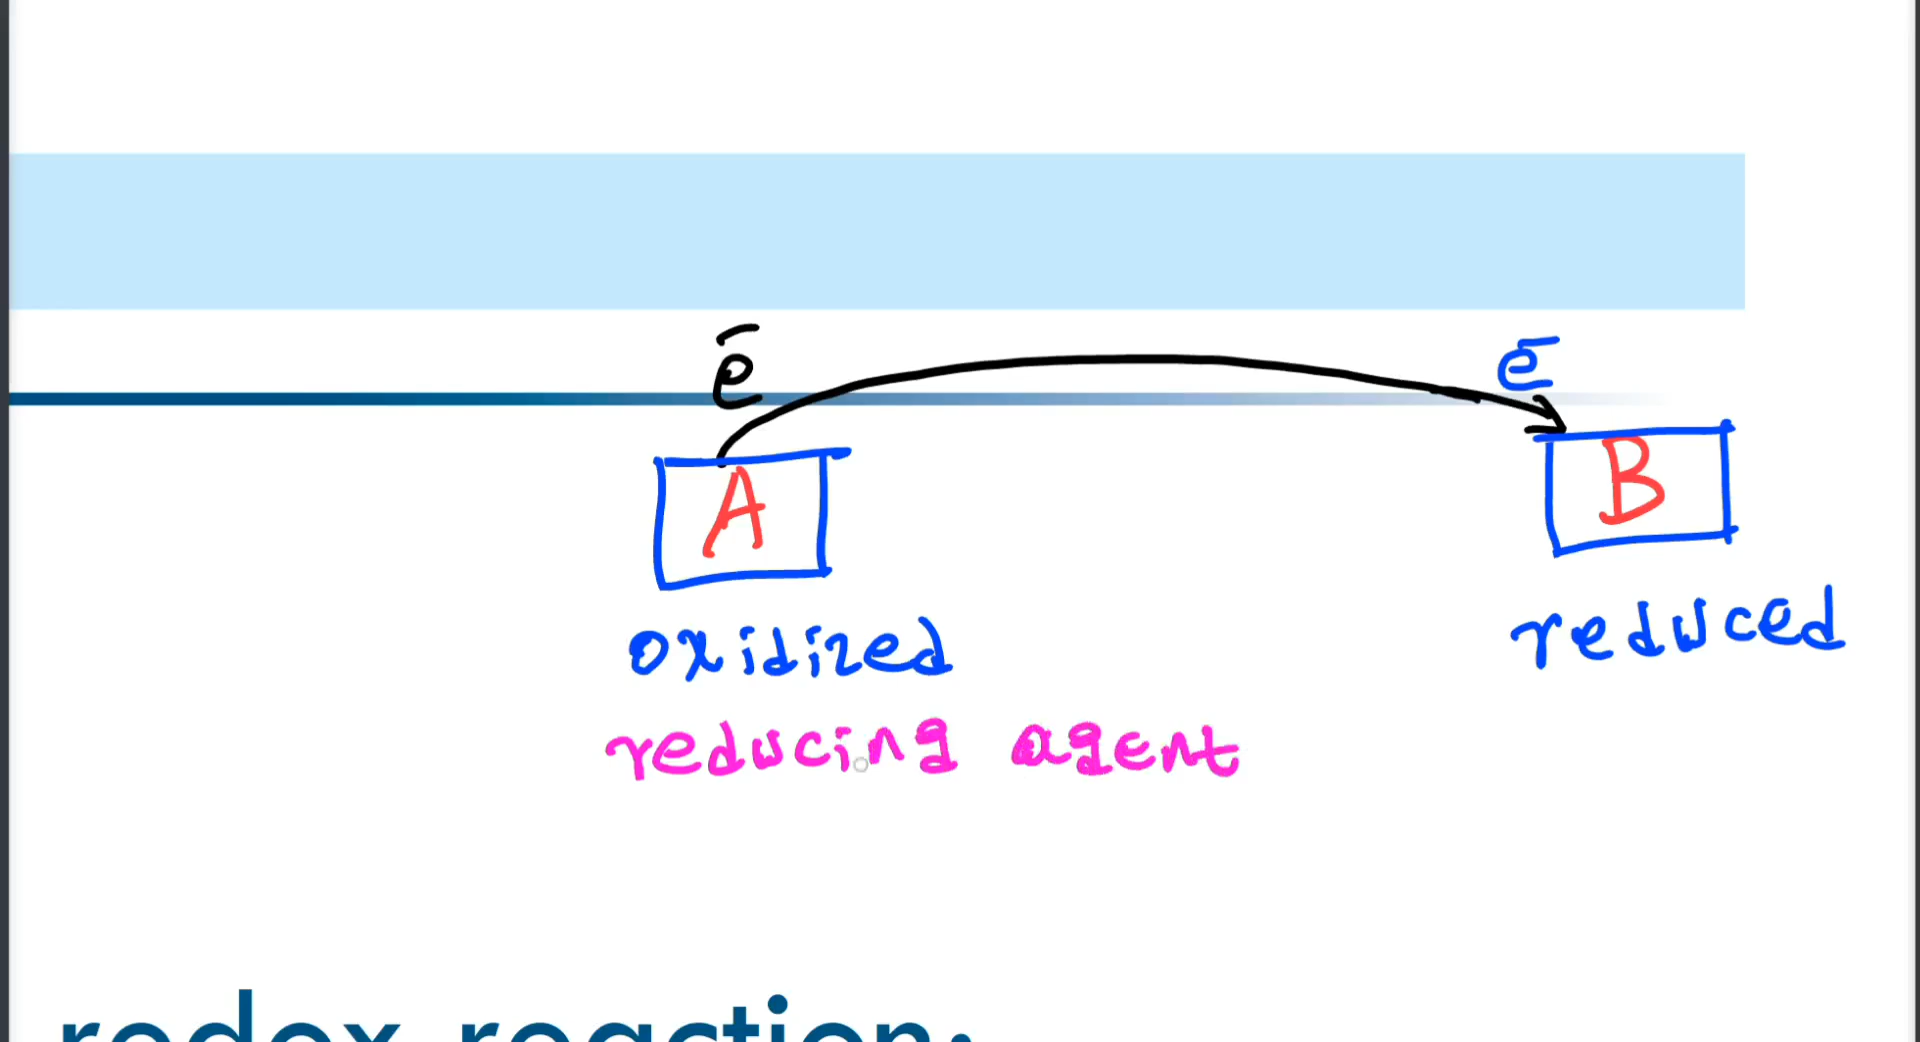 e⁻ e⁻
A B
oxidized reduced
reducing agent
redox reaction: